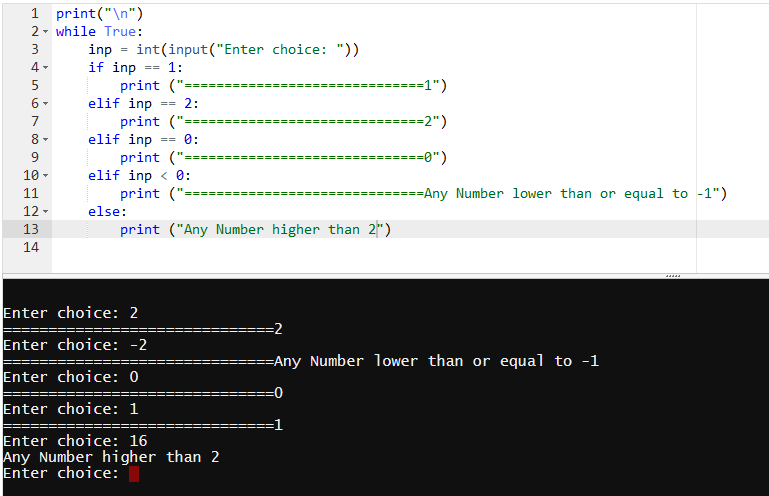 1 print("\n")
2 while True:
3     inp = int(input("Enter choice: "))
4     if inp == 1:
5         print ("==============================1")
6     elif inp == 2:
7         print ("==============================2")
8     elif inp == 0:
9         print ("==============================0")
10     elif inp < 0:
11         print ("==============================Any Number lower than or equal to -1")
12     else:
13         print ("Any Number higher than 2")
14
Enter choice: 2
==============================2
Enter choice: -2
==============================Any Number lower than or equal to -1
Enter choice: 0
==============================0
Enter choice: 1
==============================1
Enter choice: 16
Any Number higher than 2
Enter choice: